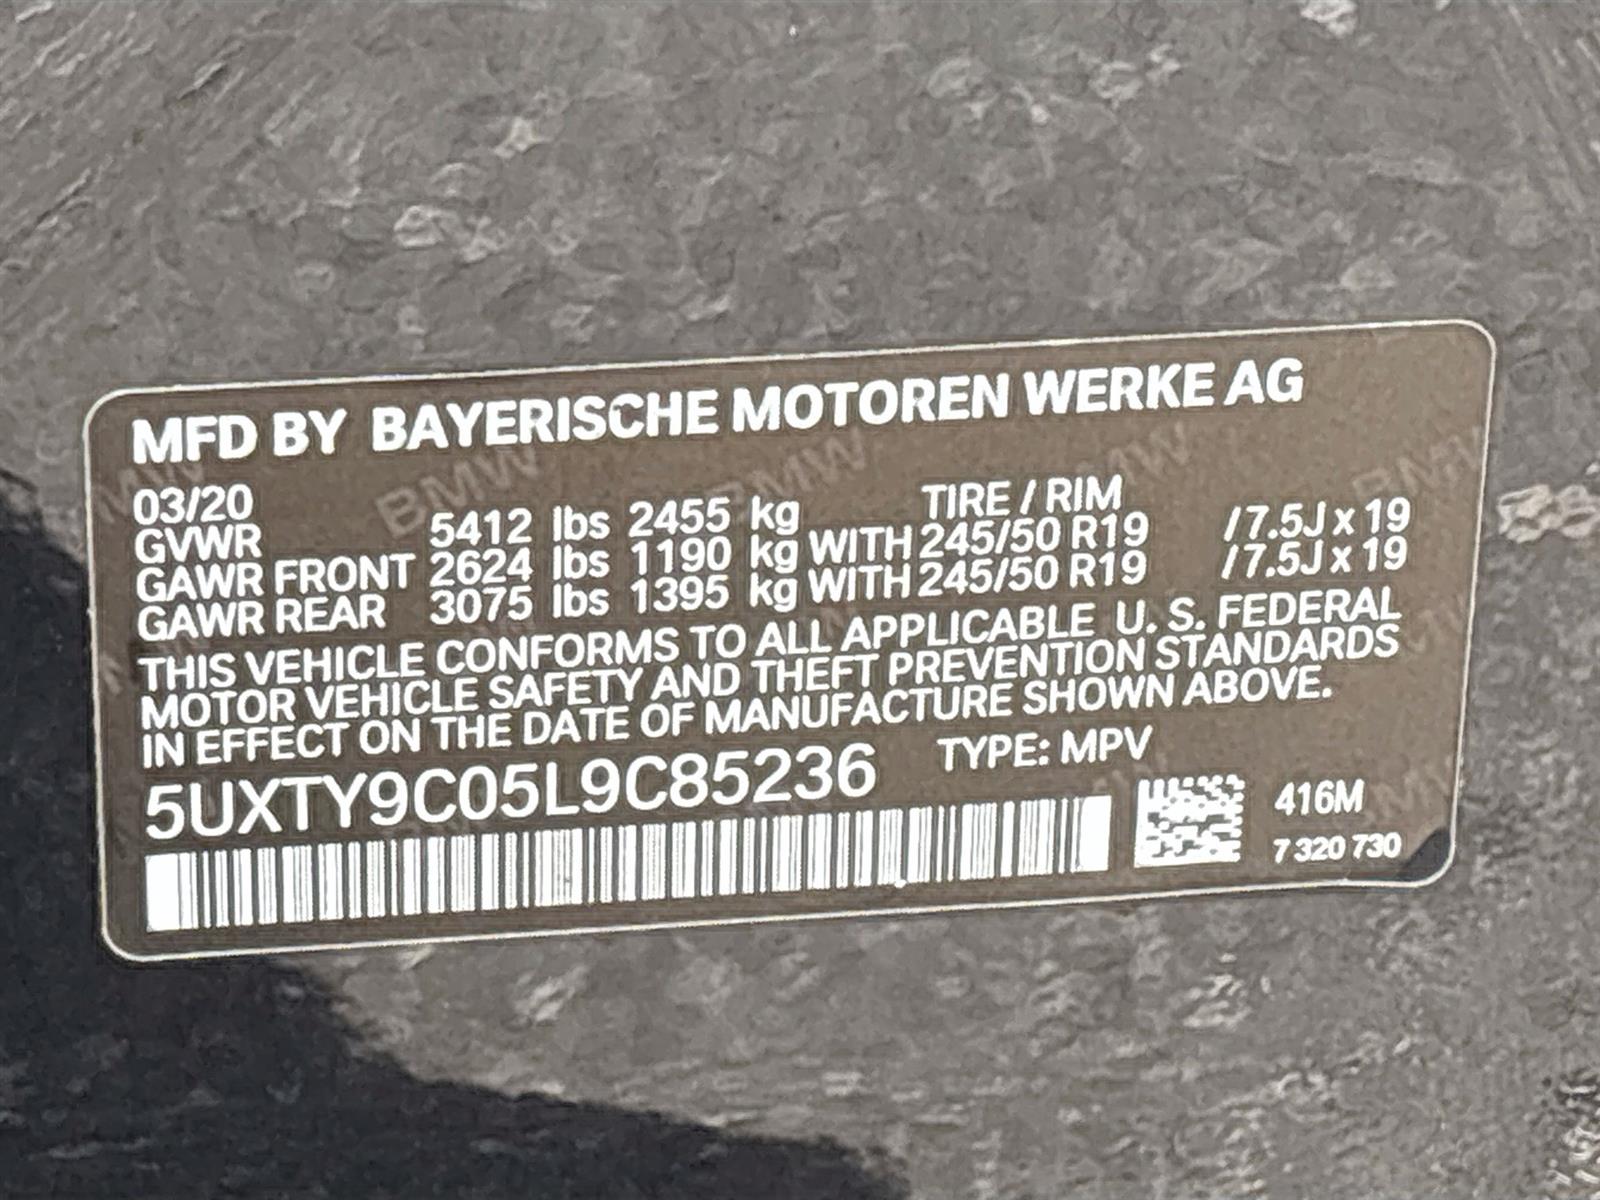 MFD BY BAYERISCHE MOTOREN WERKE AG
03/20 TIRE / RIM
GVWR 5412 lbs 2455 kg
GAWR FRONT 2624 lbs 1190 kg WITH 245/50 R19 /7.5J x 19
GAWR REAR 3075 lbs 1395 kg WITH 245/50 R19 /7.5J x 19
THIS VEHICLE CONFORMS TO ALL APPLICABLE U. S. FEDERAL
MOTOR VEHICLE SAFETY AND THEFT PREVENTION STANDARDS
IN EFFECT ON THE DATE OF MANUFACTURE SHOWN ABOVE.
5UXTY9C05L9C85236 TYPE: MPV
416M
7 320 730